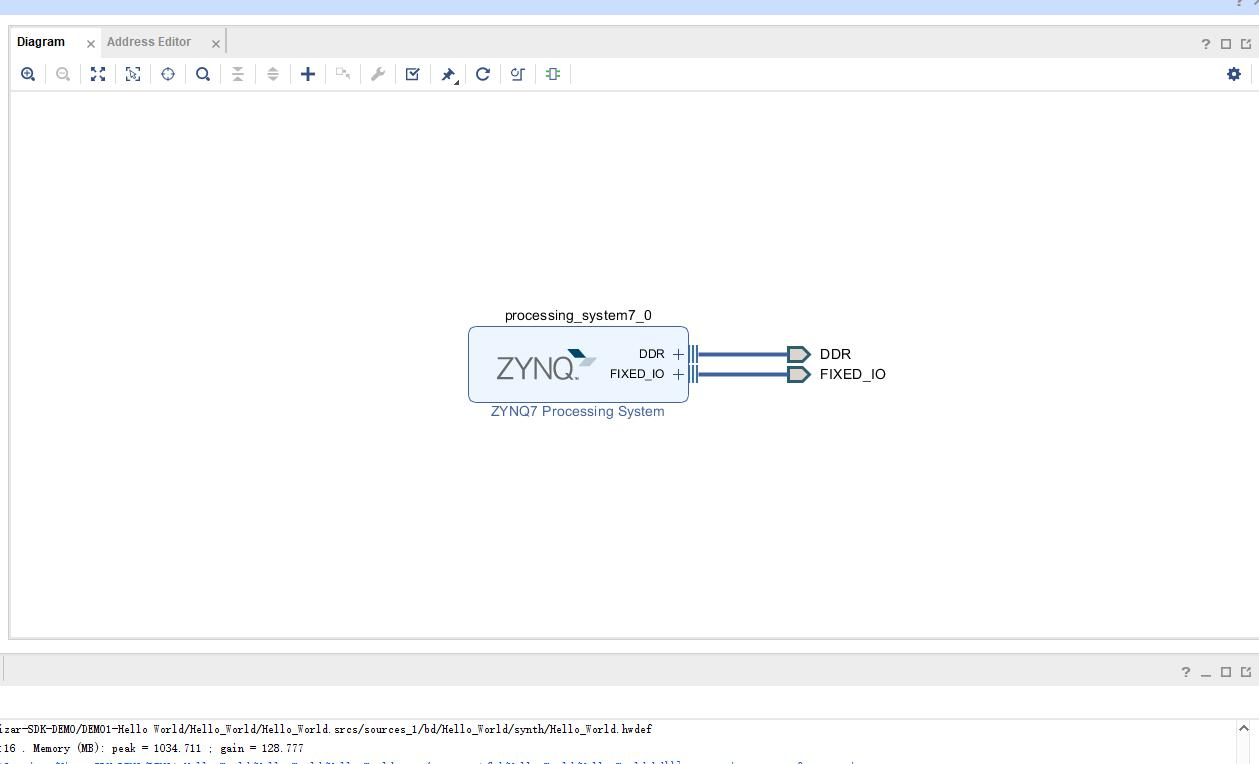 Diagram Address Editor
processing_system7_0
DDR
ZYNQ
FIXED_IO
DDR
FIXED_IO
ZYNQ7 Processing System
izar-SDK-DEMO/DEMO1-Hello World/Hello_World/Hello_World.srcs/sources_1/bd/Hello_World/synth/Hello_World.hwdef
:16 . Memory (MB): peak = 1034.711 ; gain = 128.777